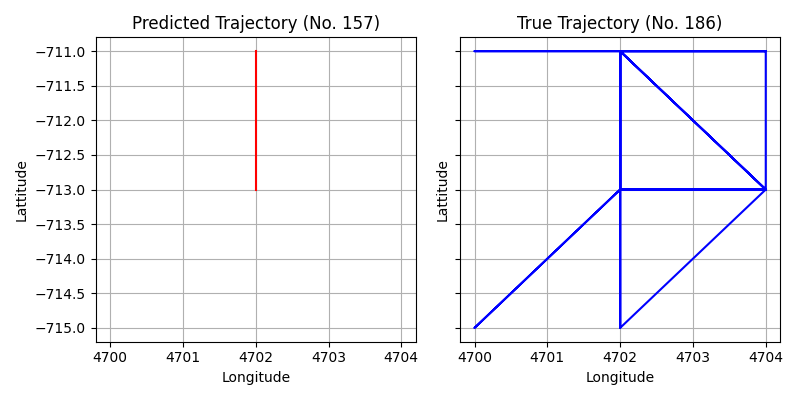 Predicted Trajectory (No. 157)
−711.0
−711.5
−712.0
−712.5
−713.0
−713.5
−714.0
−714.5
−715.0
Lattitude
4700 4701 4702 4703 4704
Longitude
True Trajectory (No. 186)
Lattitude
4700 4701 4702 4703 4704
Longitude